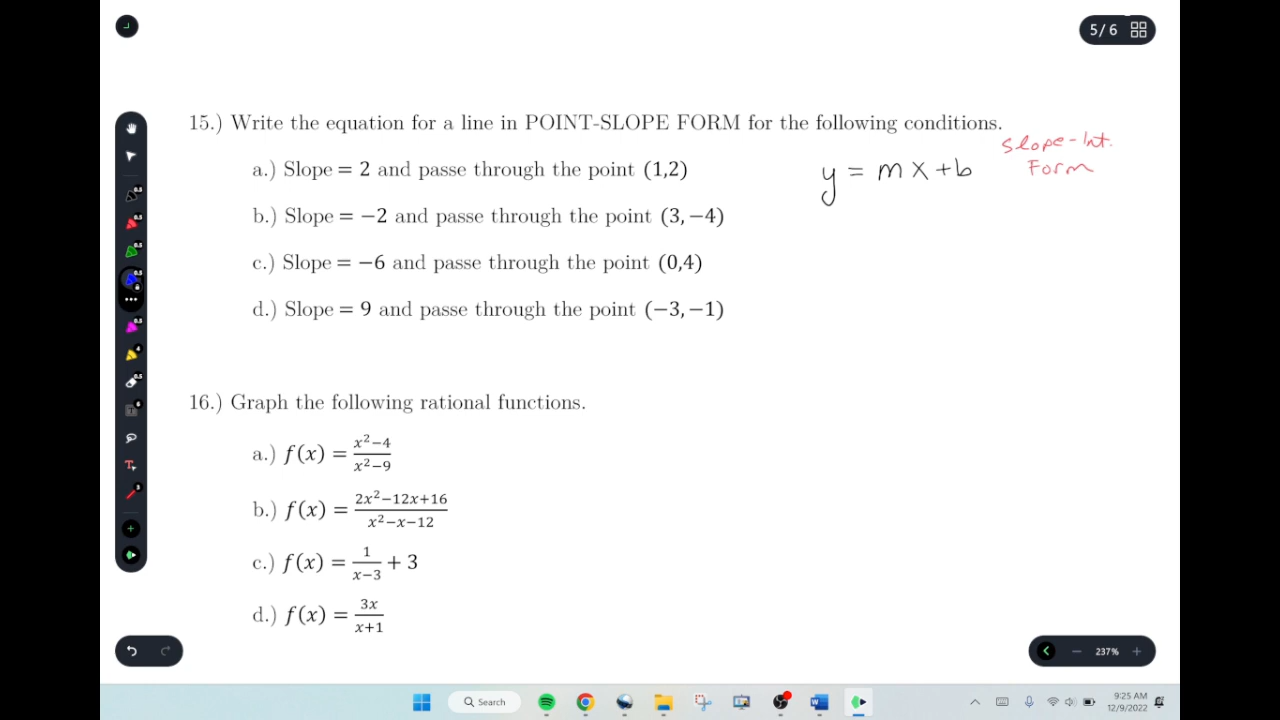 5/6
15.) Write the equation for a line in POINT-SLOPE FORM for the following conditions.
Slope-Int.
Form
a.) Slope = 2 and passe through the point (1,2)
y = mx+b
b.) Slope = −2 and passe through the point (3, −4)
c.) Slope = −6 and passe through the point (0,4)
d.) Slope = 9 and passe through the point (−3, −1)
16.) Graph the following rational functions.
a.) f(x) = (x²−4)/(x²−9)
b.) f(x) = (2x²−12x+16)/(x²−x−12)
c.) f(x) = 1/(x−3) + 3
d.) f(x) = 3x/(x+1)
237%
Search
9:25 AM
12/9/2022